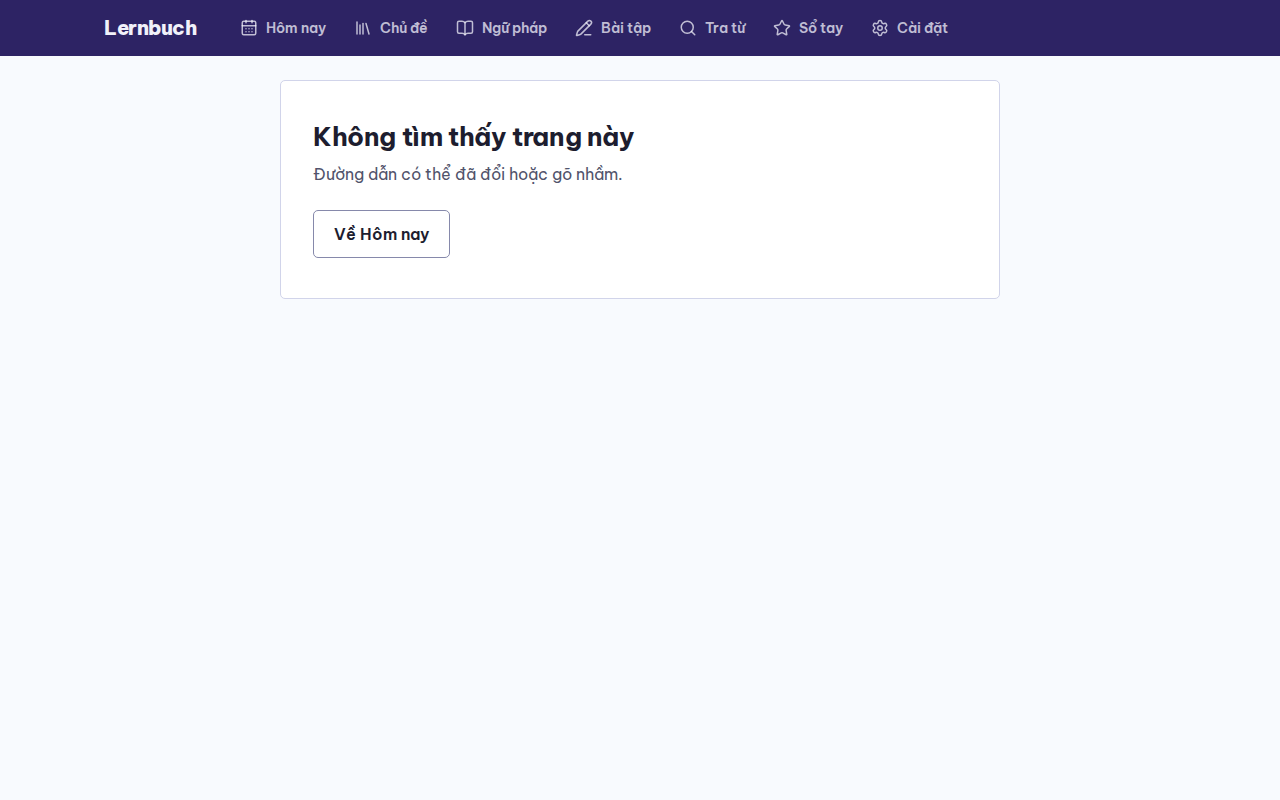 Lernbuch Hôm nay Chủ đề Ngữ pháp Bài tập Tra từ Sổ tay Cài đặt
Không tìm thấy trang này
Đường dẫn có thể đã đổi hoặc gõ nhầm.
Về Hôm nay